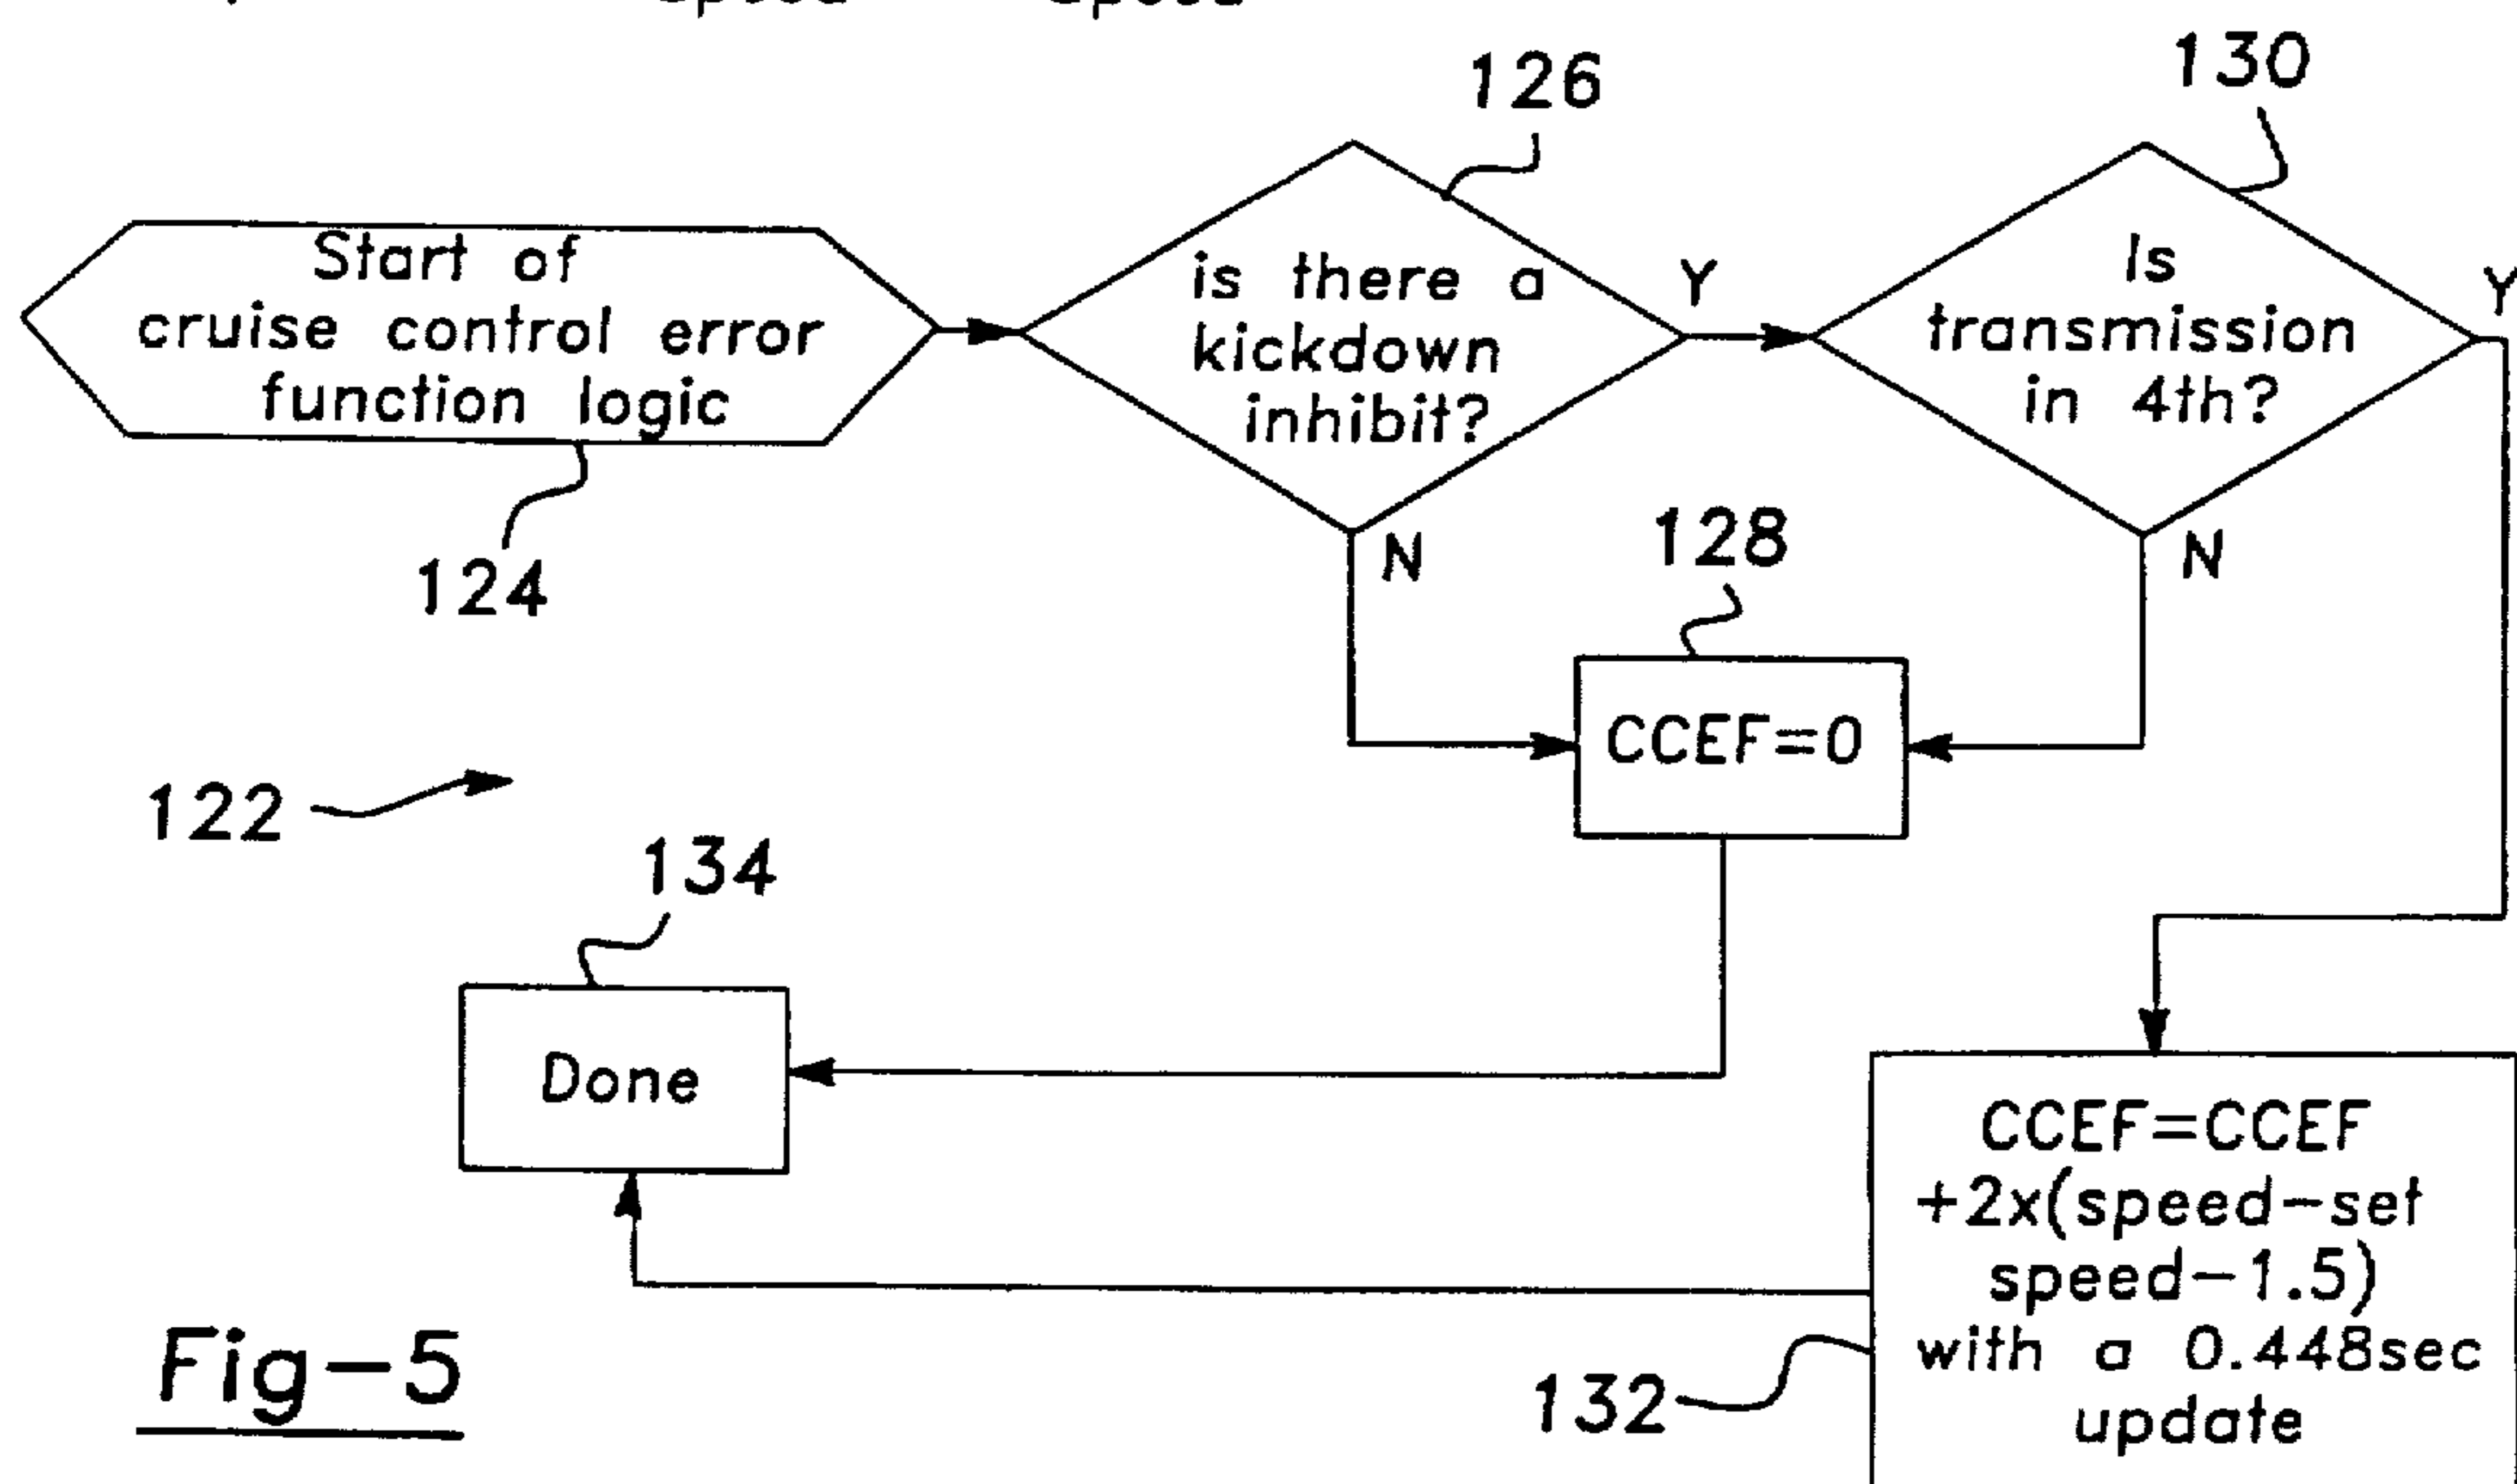 126
130
Start of
cruise control error
function logic
is there a
kickdown
inhibit?
Y
Is
transmission
in 4th?
Y
124
N
128
N
CCEF=0
122
134
Done
CCEF=CCEF
+2x(speed-set
speed-1.5)
with a 0.448sec
update
132
Fig-5